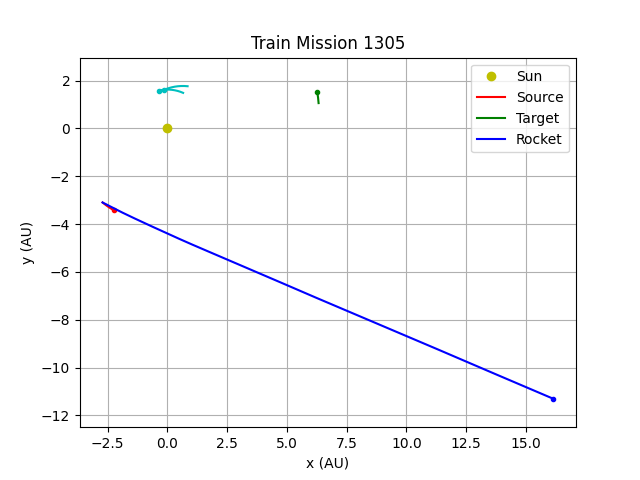 Train Mission 1305
Sun
Source
Target
Rocket
2
0
−2
−4
−6
−8
−10
−12
y (AU)
−2.5 0.0 2.5 5.0 7.5 10.0 12.5 15.0
x (AU)